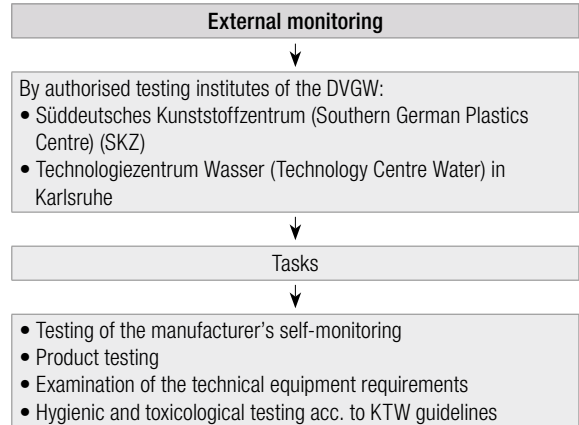 External monitoring
By authorised testing institutes of the DVGW:
• Süddeutsches Kunststoffzentrum (Southern German Plastics
Centre) (SKZ)
• Technologiezentrum Wasser (Technology Centre Water) in
Karlsruhe
Tasks
• Testing of the manufacturer's self-monitoring
• Product testing
• Examination of the technical equipment requirements
• Hygienic and toxicological testing acc. to KTW guidelines